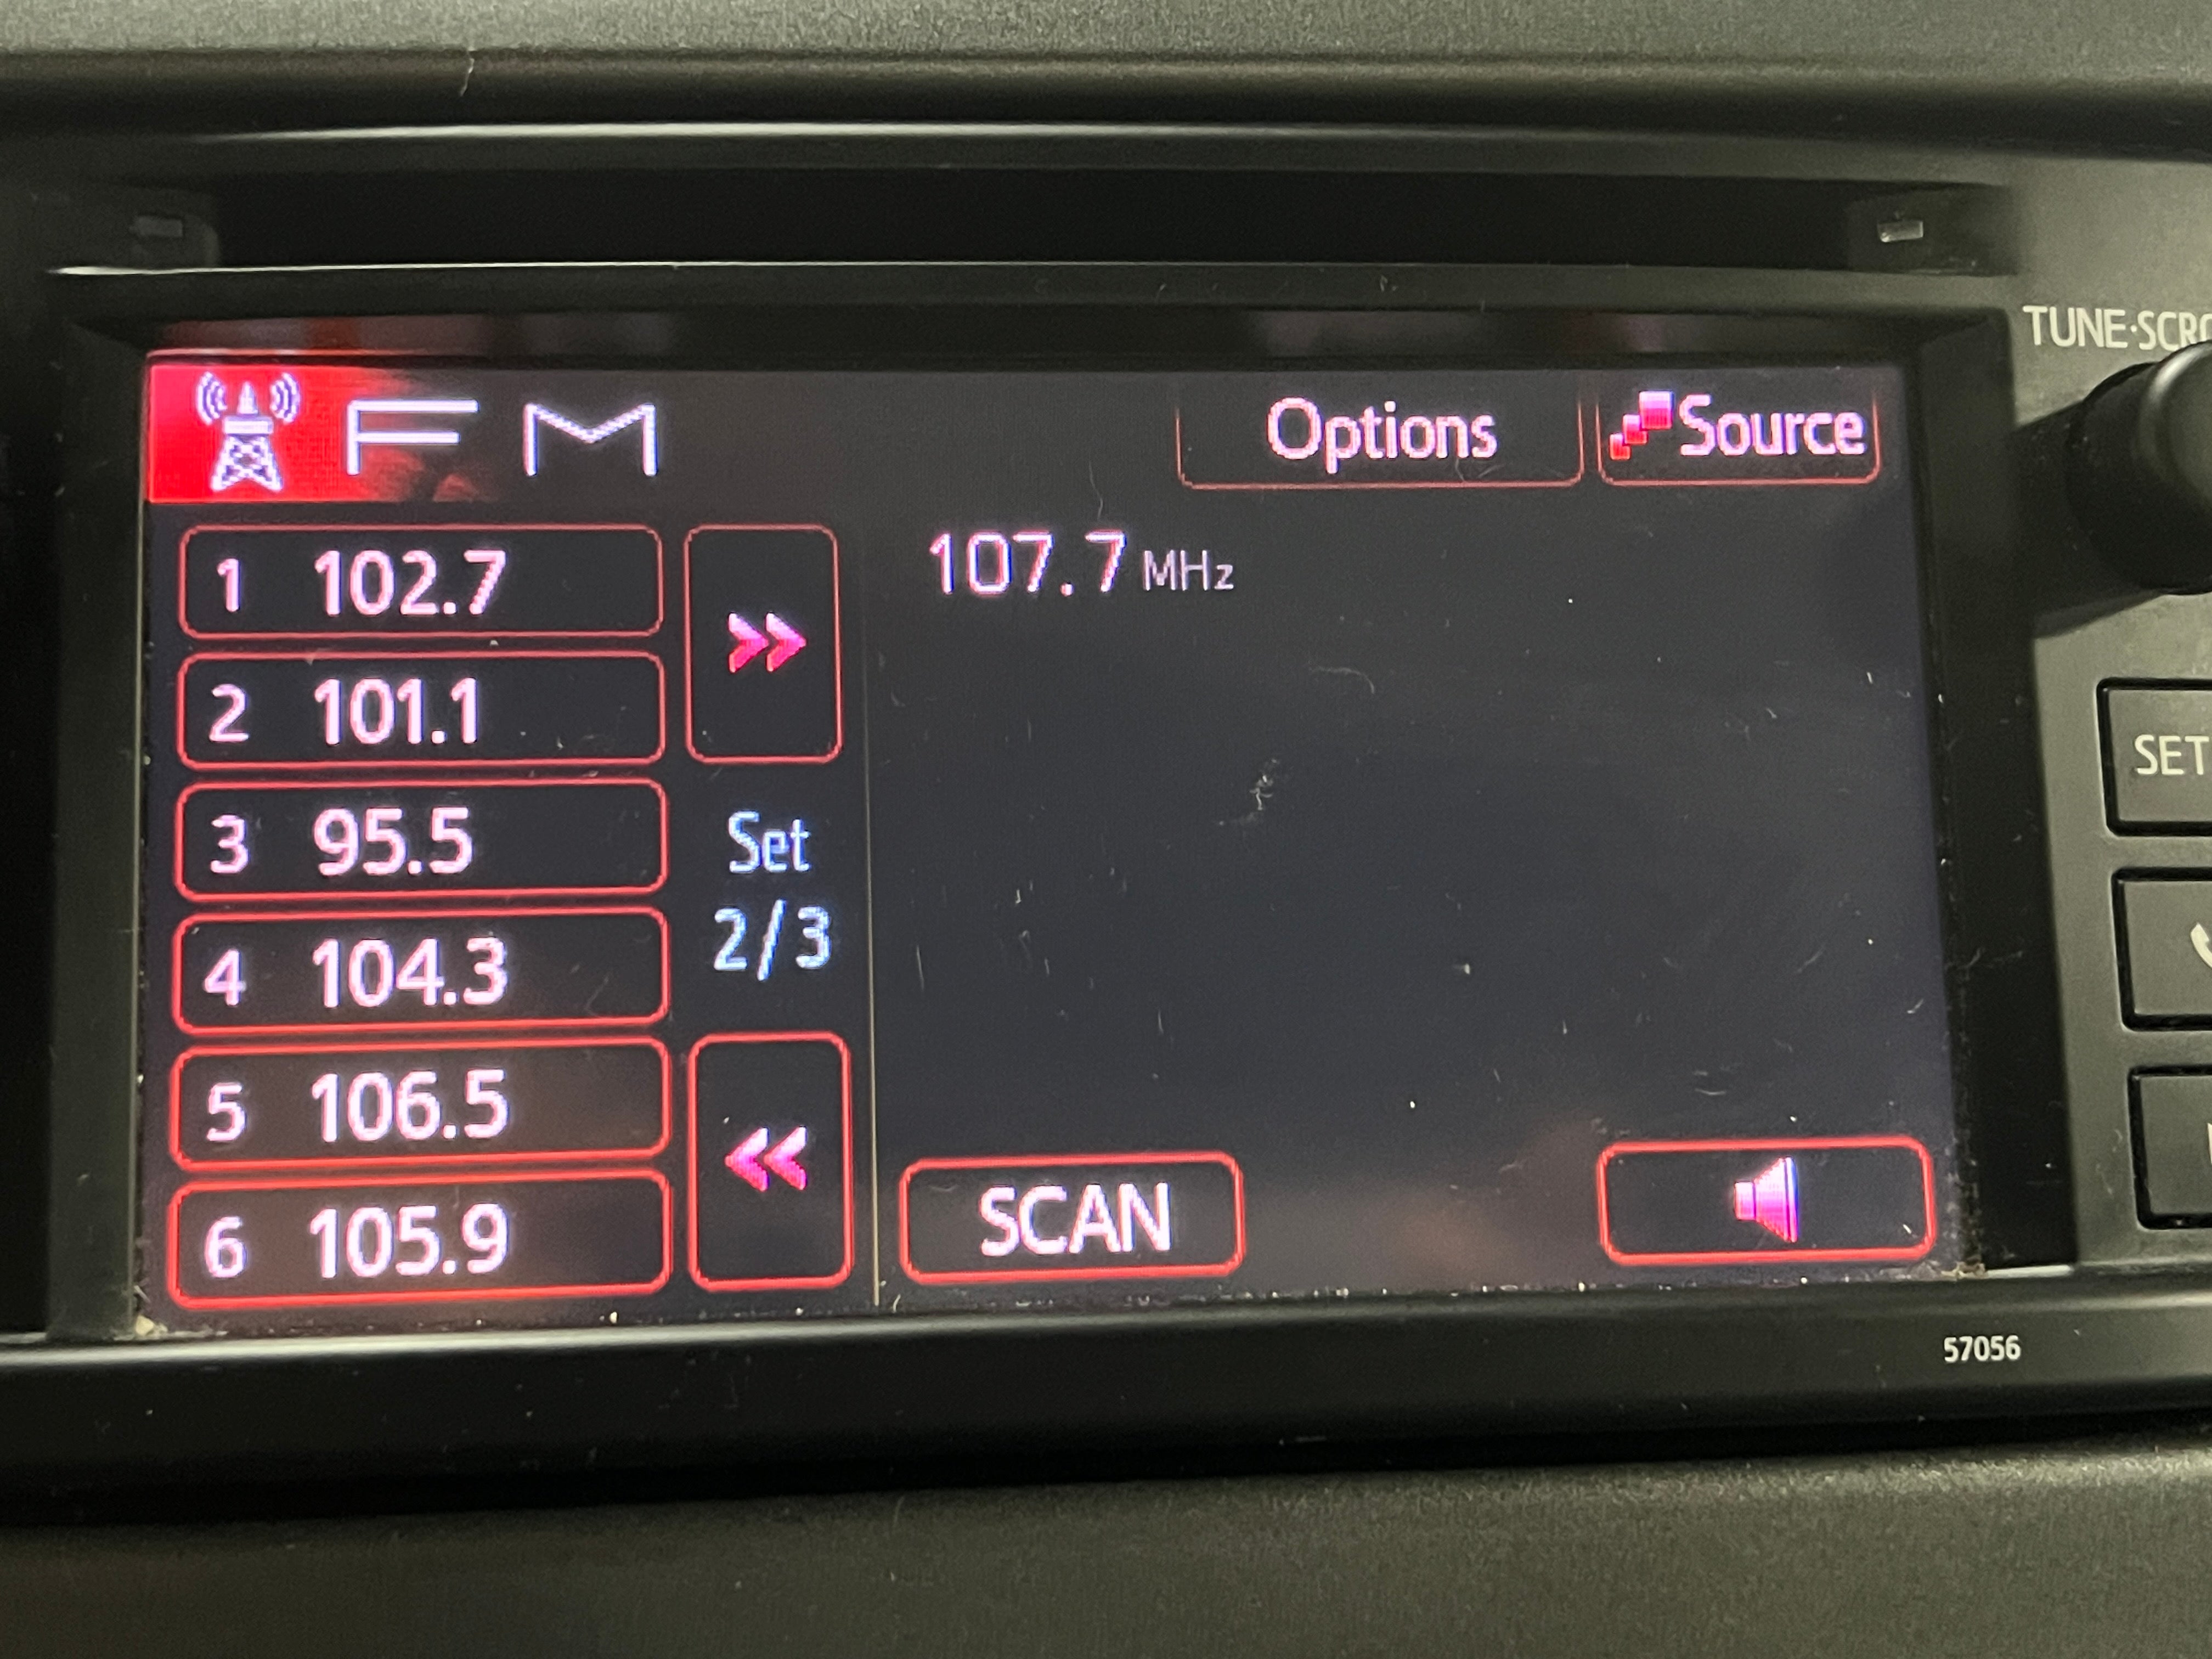 TUNE·SCRO
FM
Options
Source
1 102.7
2 101.1
3 95.5
4 104.3
5 106.5
6 105.9
Set
2/3
107.7 MHz
SCAN
SET
57056